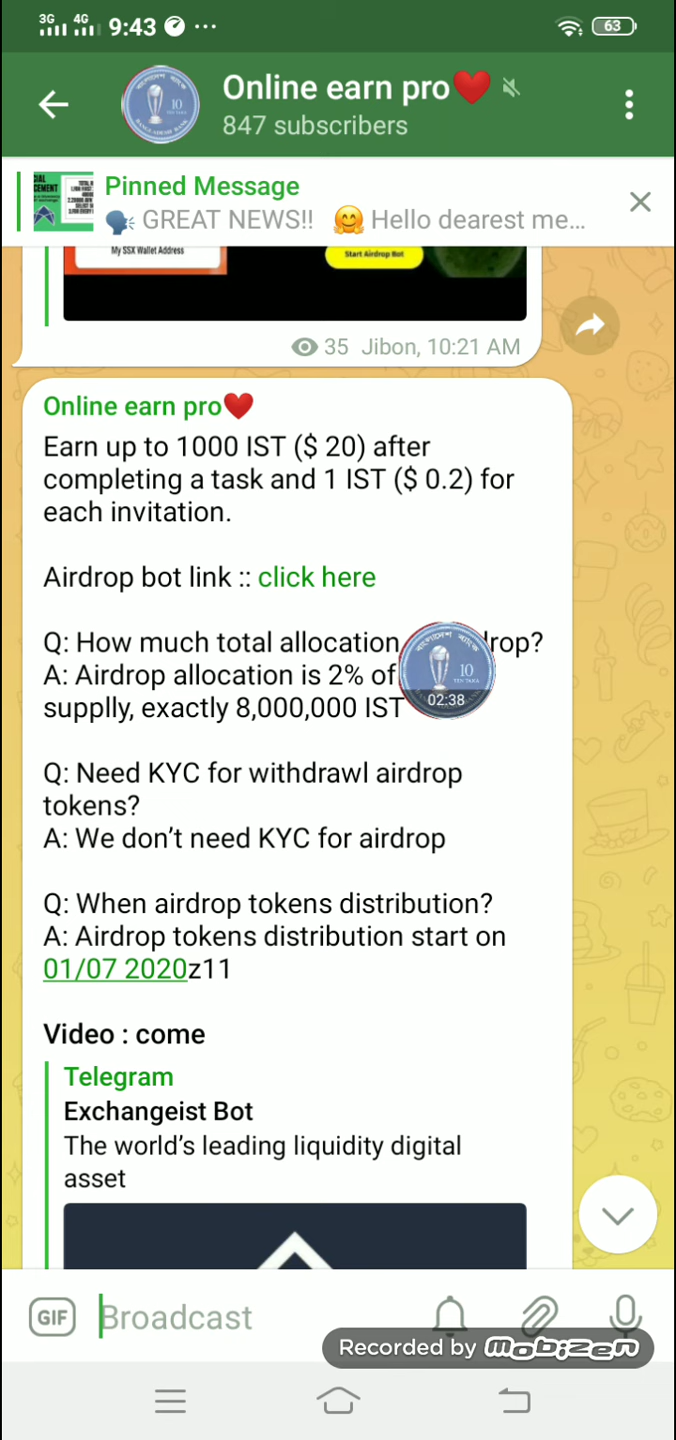 3G 4G 9:43 ... 63
Online earn pro❤️
847 subscribers
Pinned Message
🗣 GREAT NEWS!! 🤗 Hello dearest me...
My SSX Wallet Address
Start Airdrop Bot
35 Jibon, 10:21 AM
Online earn pro❤️
Earn up to 1000 IST ($ 20) after
completing a task and 1 IST ($ 0.2) for
each invitation.
Airdrop bot link :: click here
Q: How much total allocation drop?
A: Airdrop allocation is 2% of
supplly, exactly 8,000,000 IST
02:38
Q: Need KYC for withdrawl airdrop
tokens?
A: We don't need KYC for airdrop
Q: When airdrop tokens distribution?
A: Airdrop tokens distribution start on
01/07 2020z11
Video : come
Telegram
Exchangeist Bot
The world's leading liquidity digital
asset
GIF Broadcast
Recorded by Mobizen